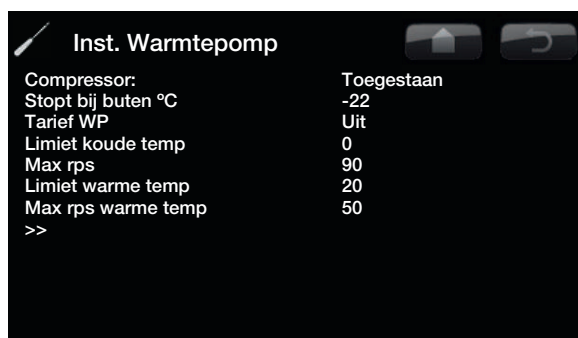 Inst. Warmtepomp
Compressor: Toegestaan
Stopt bij buten ºC -22
Tarief WP Uit
Limiet koude temp 0
Max rps 90
Limiet warme temp 20
Max rps warme temp 50
>>